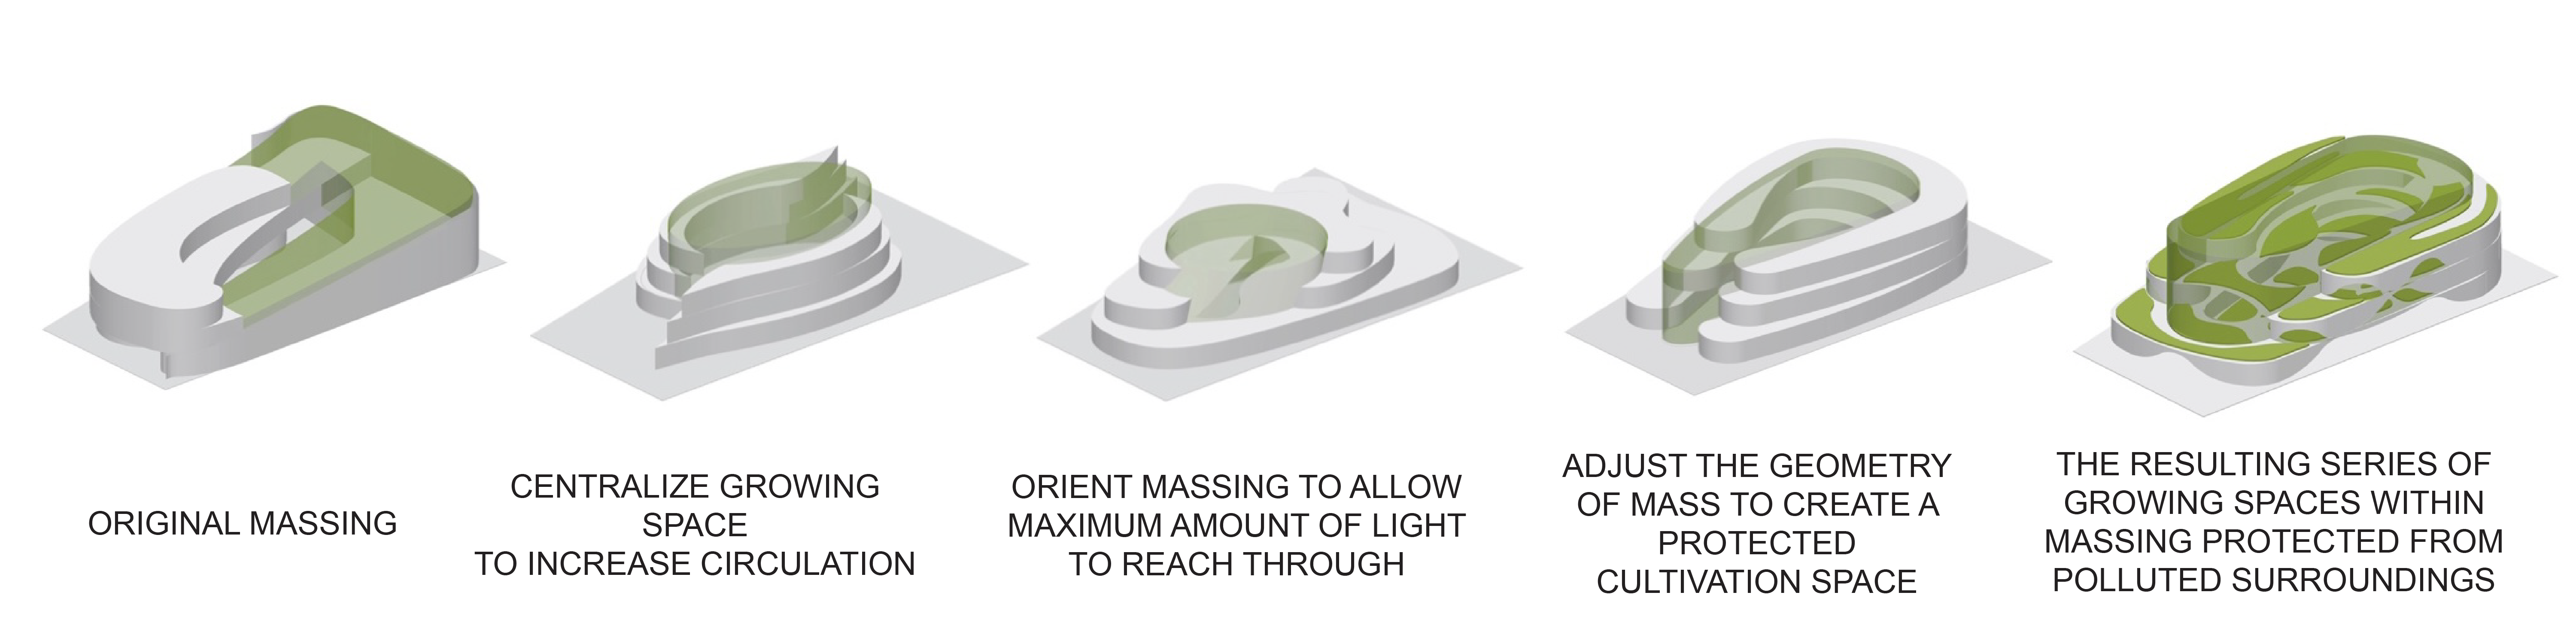 ORIGINAL MASSING
CENTRALIZE GROWING
SPACE
TO INCREASE CIRCULATION
ORIENT MASSING TO ALLOW
MAXIMUM AMOUNT OF LIGHT
TO REACH THROUGH
ADJUST THE GEOMETRY
OF MASS TO CREATE A
PROTECTED
CULTIVATION SPACE
THE RESULTING SERIES OF
GROWING SPACES WITHIN
MASSING PROTECTED FROM
POLLUTED SURROUNDINGS